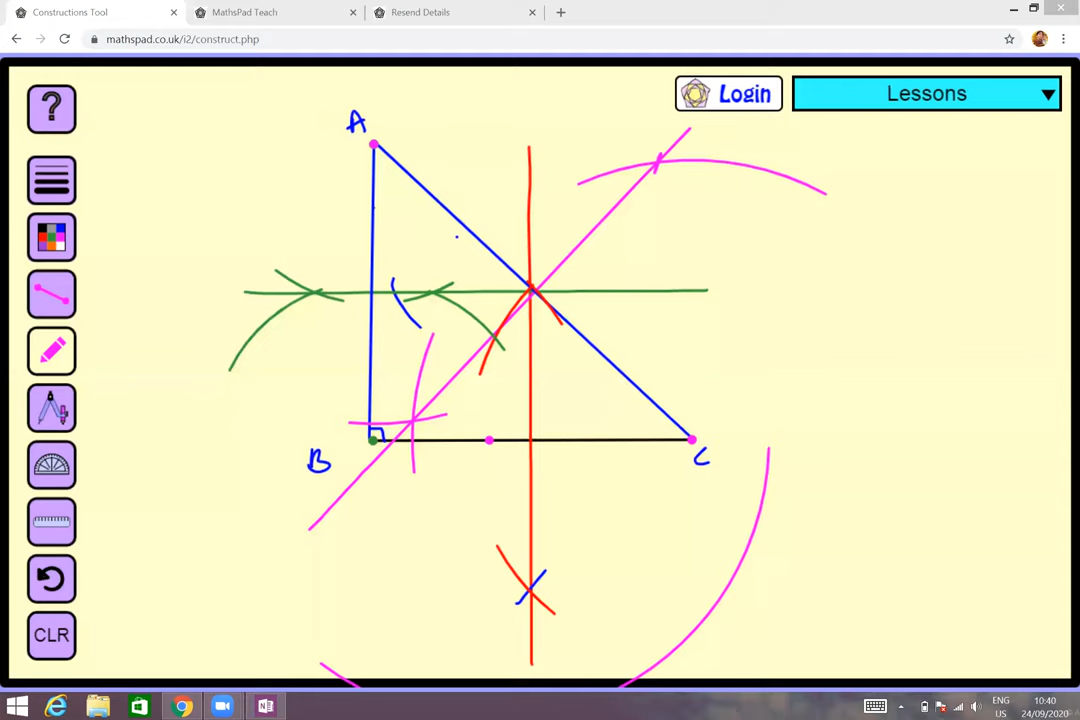 Constructions Tool
MathsPad Teach
Resend Details
mathspad.co.uk/i2/construct.php
?
Login
Lessons
A
B
C
CLR
ENG
US
10:40
24/09/2020